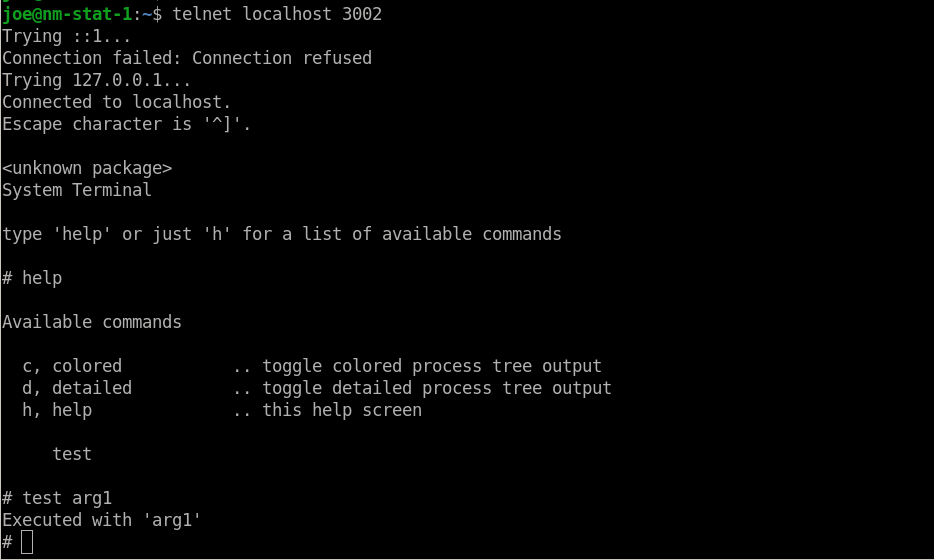 joe@nm-stat-1:~$ telnet localhost 3002
Trying ::1...
Connection failed: Connection refused
Trying 127.0.0.1...
Connected to localhost.
Escape character is '^]'.
<unknown package>
System Terminal
type 'help' or just 'h' for a list of available commands
# help
Available commands
c, colored .. toggle colored process tree output
d, detailed .. toggle detailed process tree output
h, help .. this help screen
test
# test arg1
Executed with 'arg1'
#